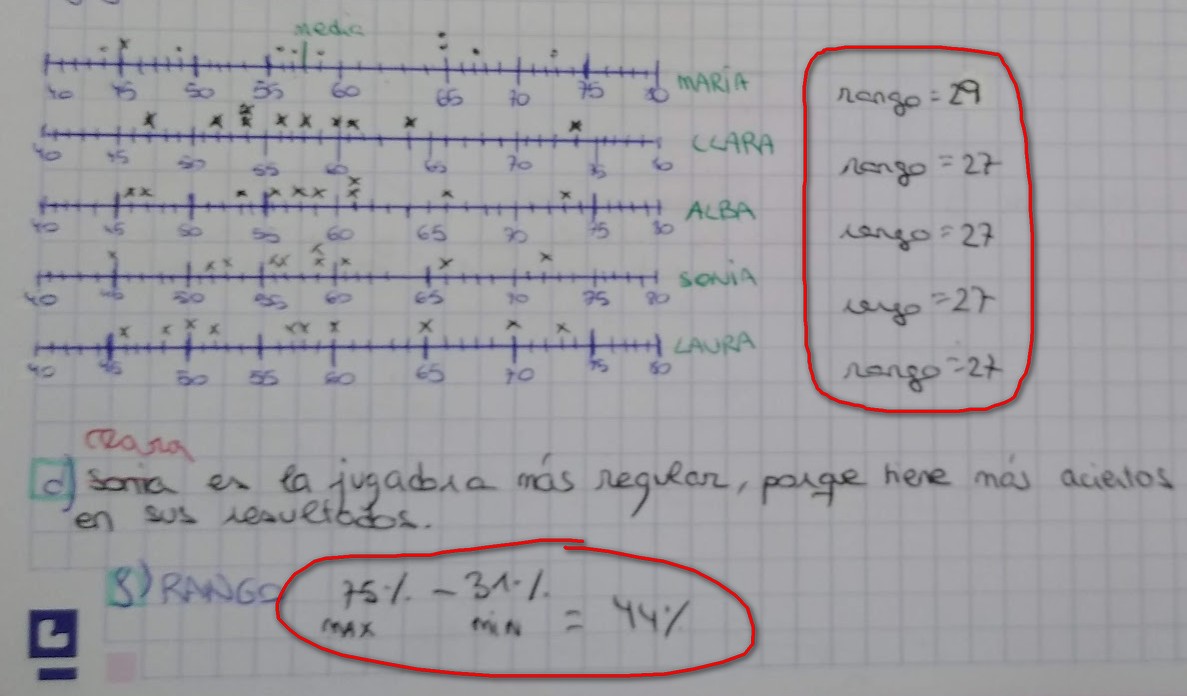 media
40 45 50 55 60 65 70 75 80 MARÍA rango = 29
40 45 50 55 60 65 70 75 80 CLARA rango = 27
40 45 50 55 60 65 70 75 80 ALBA rango = 27
40 45 50 55 60 65 70 75 80 SONIA rango = 27
40 45 50 55 60 65 70 75 80 LAURA rango = 27
Clara
d) Sonia es la jugadora más regular, porque tiene más aciertos
en sus resultados.
g) RANGO 75% - 31% = 44%
MAX MIN